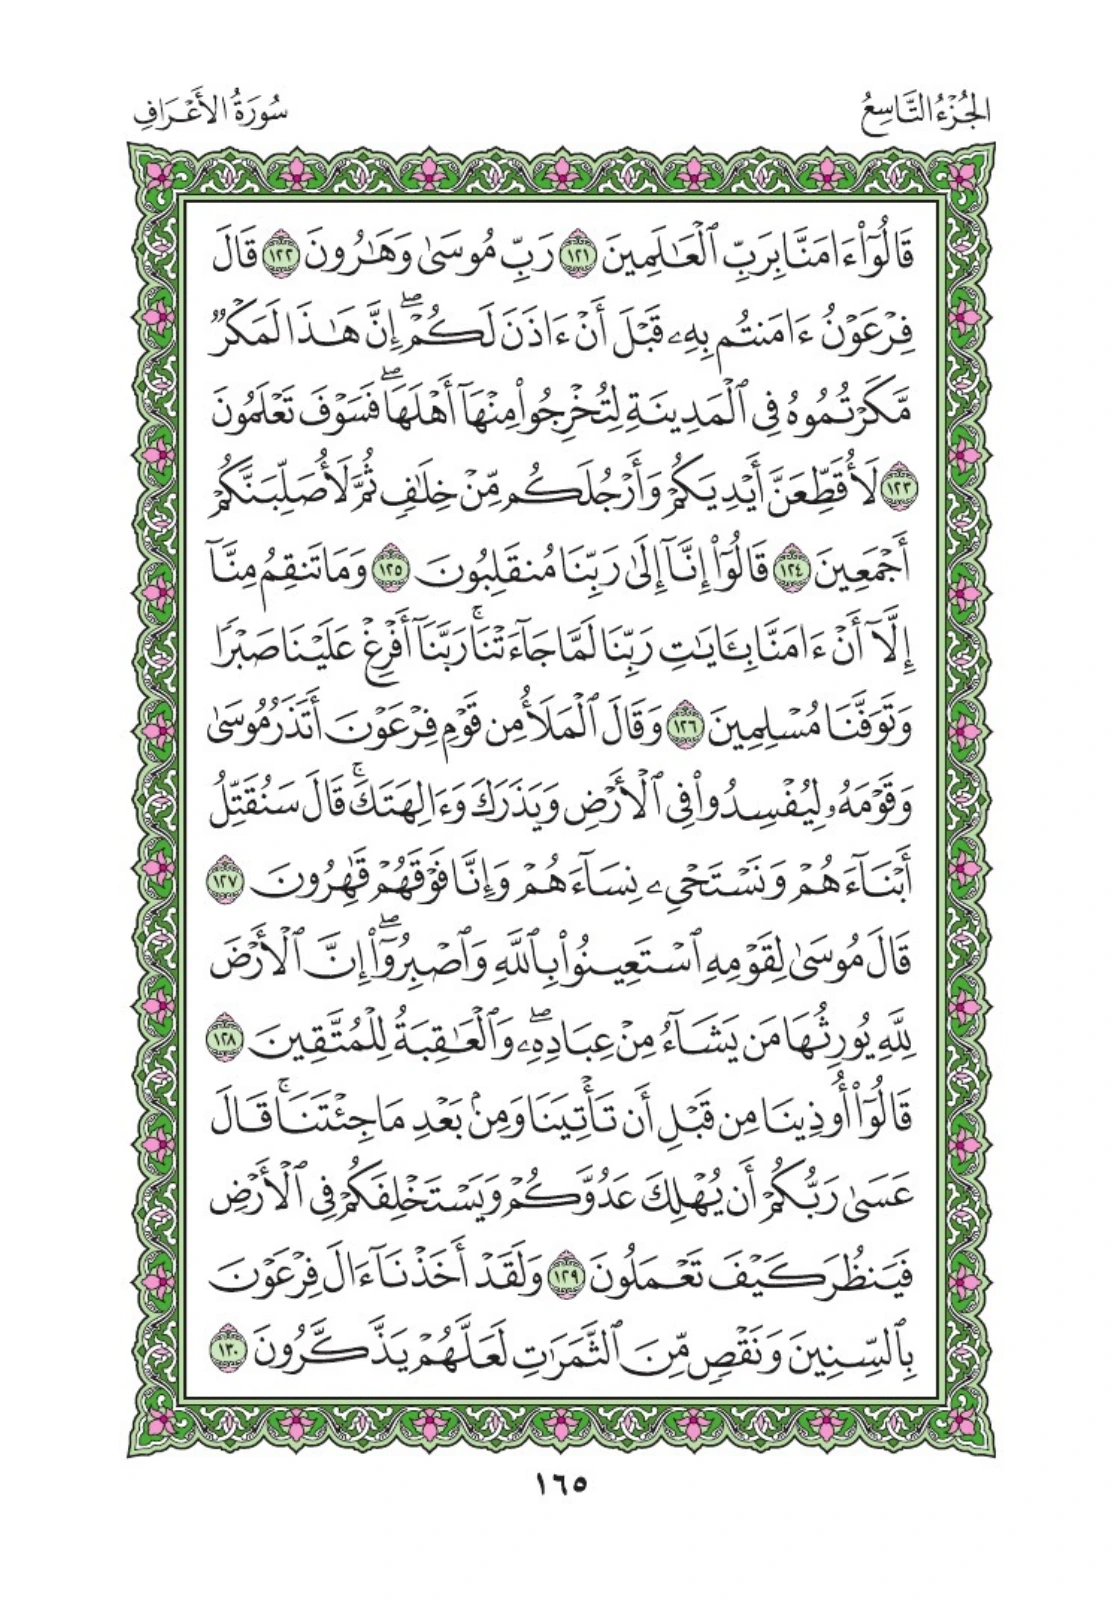 الجُزْءُ التَّاسِعُ
سُورَةُ الأَعْرَافِ
قَالُوٓاْ ءَامَنَّا بِرَبِّ ٱلْعَٰلَمِينَ ١٢١ رَبِّ مُوسَىٰ وَهَٰرُونَ ١٢٢ قَالَ
فِرْعَوْنُ ءَامَنتُم بِهِۦ قَبْلَ أَنْ ءَاذَنَ لَكُمْۖ إِنَّ هَٰذَا لَمَكْرٌ
مَّكَرْتُمُوهُ فِي ٱلْمَدِينَةِ لِتُخْرِجُواْ مِنْهَآ أَهْلَهَاۖ فَسَوْفَ تَعْلَمُونَ
١٢٣ لَأُقَطِّعَنَّ أَيْدِيَكُمْ وَأَرْجُلَكُم مِّنْ خِلَٰفٍ ثُمَّ لَأُصَلِّبَنَّكُمْ
أَجْمَعِينَ ١٢٤ قَالُوٓاْ إِنَّآ إِلَىٰ رَبِّنَا مُنقَلِبُونَ ١٢٥ وَمَا تَنقِمُ مِنَّآ
إِلَّآ أَنْ ءَامَنَّا بِـَٔايَٰتِ رَبِّنَا لَمَّا جَآءَتْنَاۚ رَبَّنَآ أَفْرِغْ عَلَيْنَا صَبْرًا
وَتَوَفَّنَا مُسْلِمِينَ ١٢٦ وَقَالَ ٱلْمَلَأُ مِن قَوْمِ فِرْعَوْنَ أَتَذَرُ مُوسَىٰ
وَقَوْمَهُۥ لِيُفْسِدُواْ فِي ٱلْأَرْضِ وَيَذَرَكَ وَءَالِهَتَكَۚ قَالَ سَنُقَتِّلُ
أَبْنَآءَهُمْ وَنَسْتَحْيِۦ نِسَآءَهُمْ وَإِنَّا فَوْقَهُمْ قَٰهِرُونَ ١٢٧
قَالَ مُوسَىٰ لِقَوْمِهِ ٱسْتَعِينُواْ بِٱللَّهِ وَٱصْبِرُوٓاْۖ إِنَّ ٱلْأَرْضَ
لِلَّهِ يُورِثُهَا مَن يَشَآءُ مِنْ عِبَادِهِۦۖ وَٱلْعَٰقِبَةُ لِلْمُتَّقِينَ ١٢٨
قَالُوٓاْ أُوذِينَا مِن قَبْلِ أَن تَأْتِيَنَا وَمِنۢ بَعْدِ مَا جِئْتَنَاۚ قَالَ
عَسَىٰ رَبُّكُمْ أَن يُهْلِكَ عَدُوَّكُمْ وَيَسْتَخْلِفَكُمْ فِي ٱلْأَرْضِ
فَيَنظُرَ كَيْفَ تَعْمَلُونَ ١٢٩ وَلَقَدْ أَخَذْنَآ ءَالَ فِرْعَوْنَ
بِٱلسِّنِينَ وَنَقْصٍ مِّنَ ٱلثَّمَرَٰتِ لَعَلَّهُمْ يَذَّكَّرُونَ ١٣٠
١٦٥